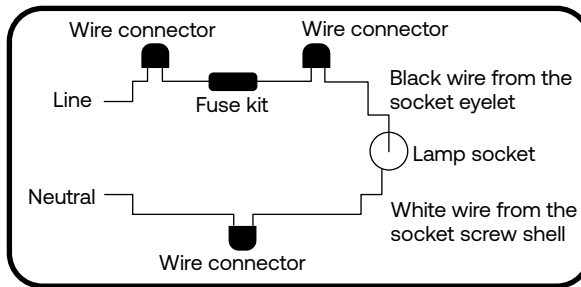 Wire connector
Wire connector
Line
Fuse kit
Black wire from the
socket eyelet
Lamp socket
Neutral
White wire from the
socket screw shell
Wire connector